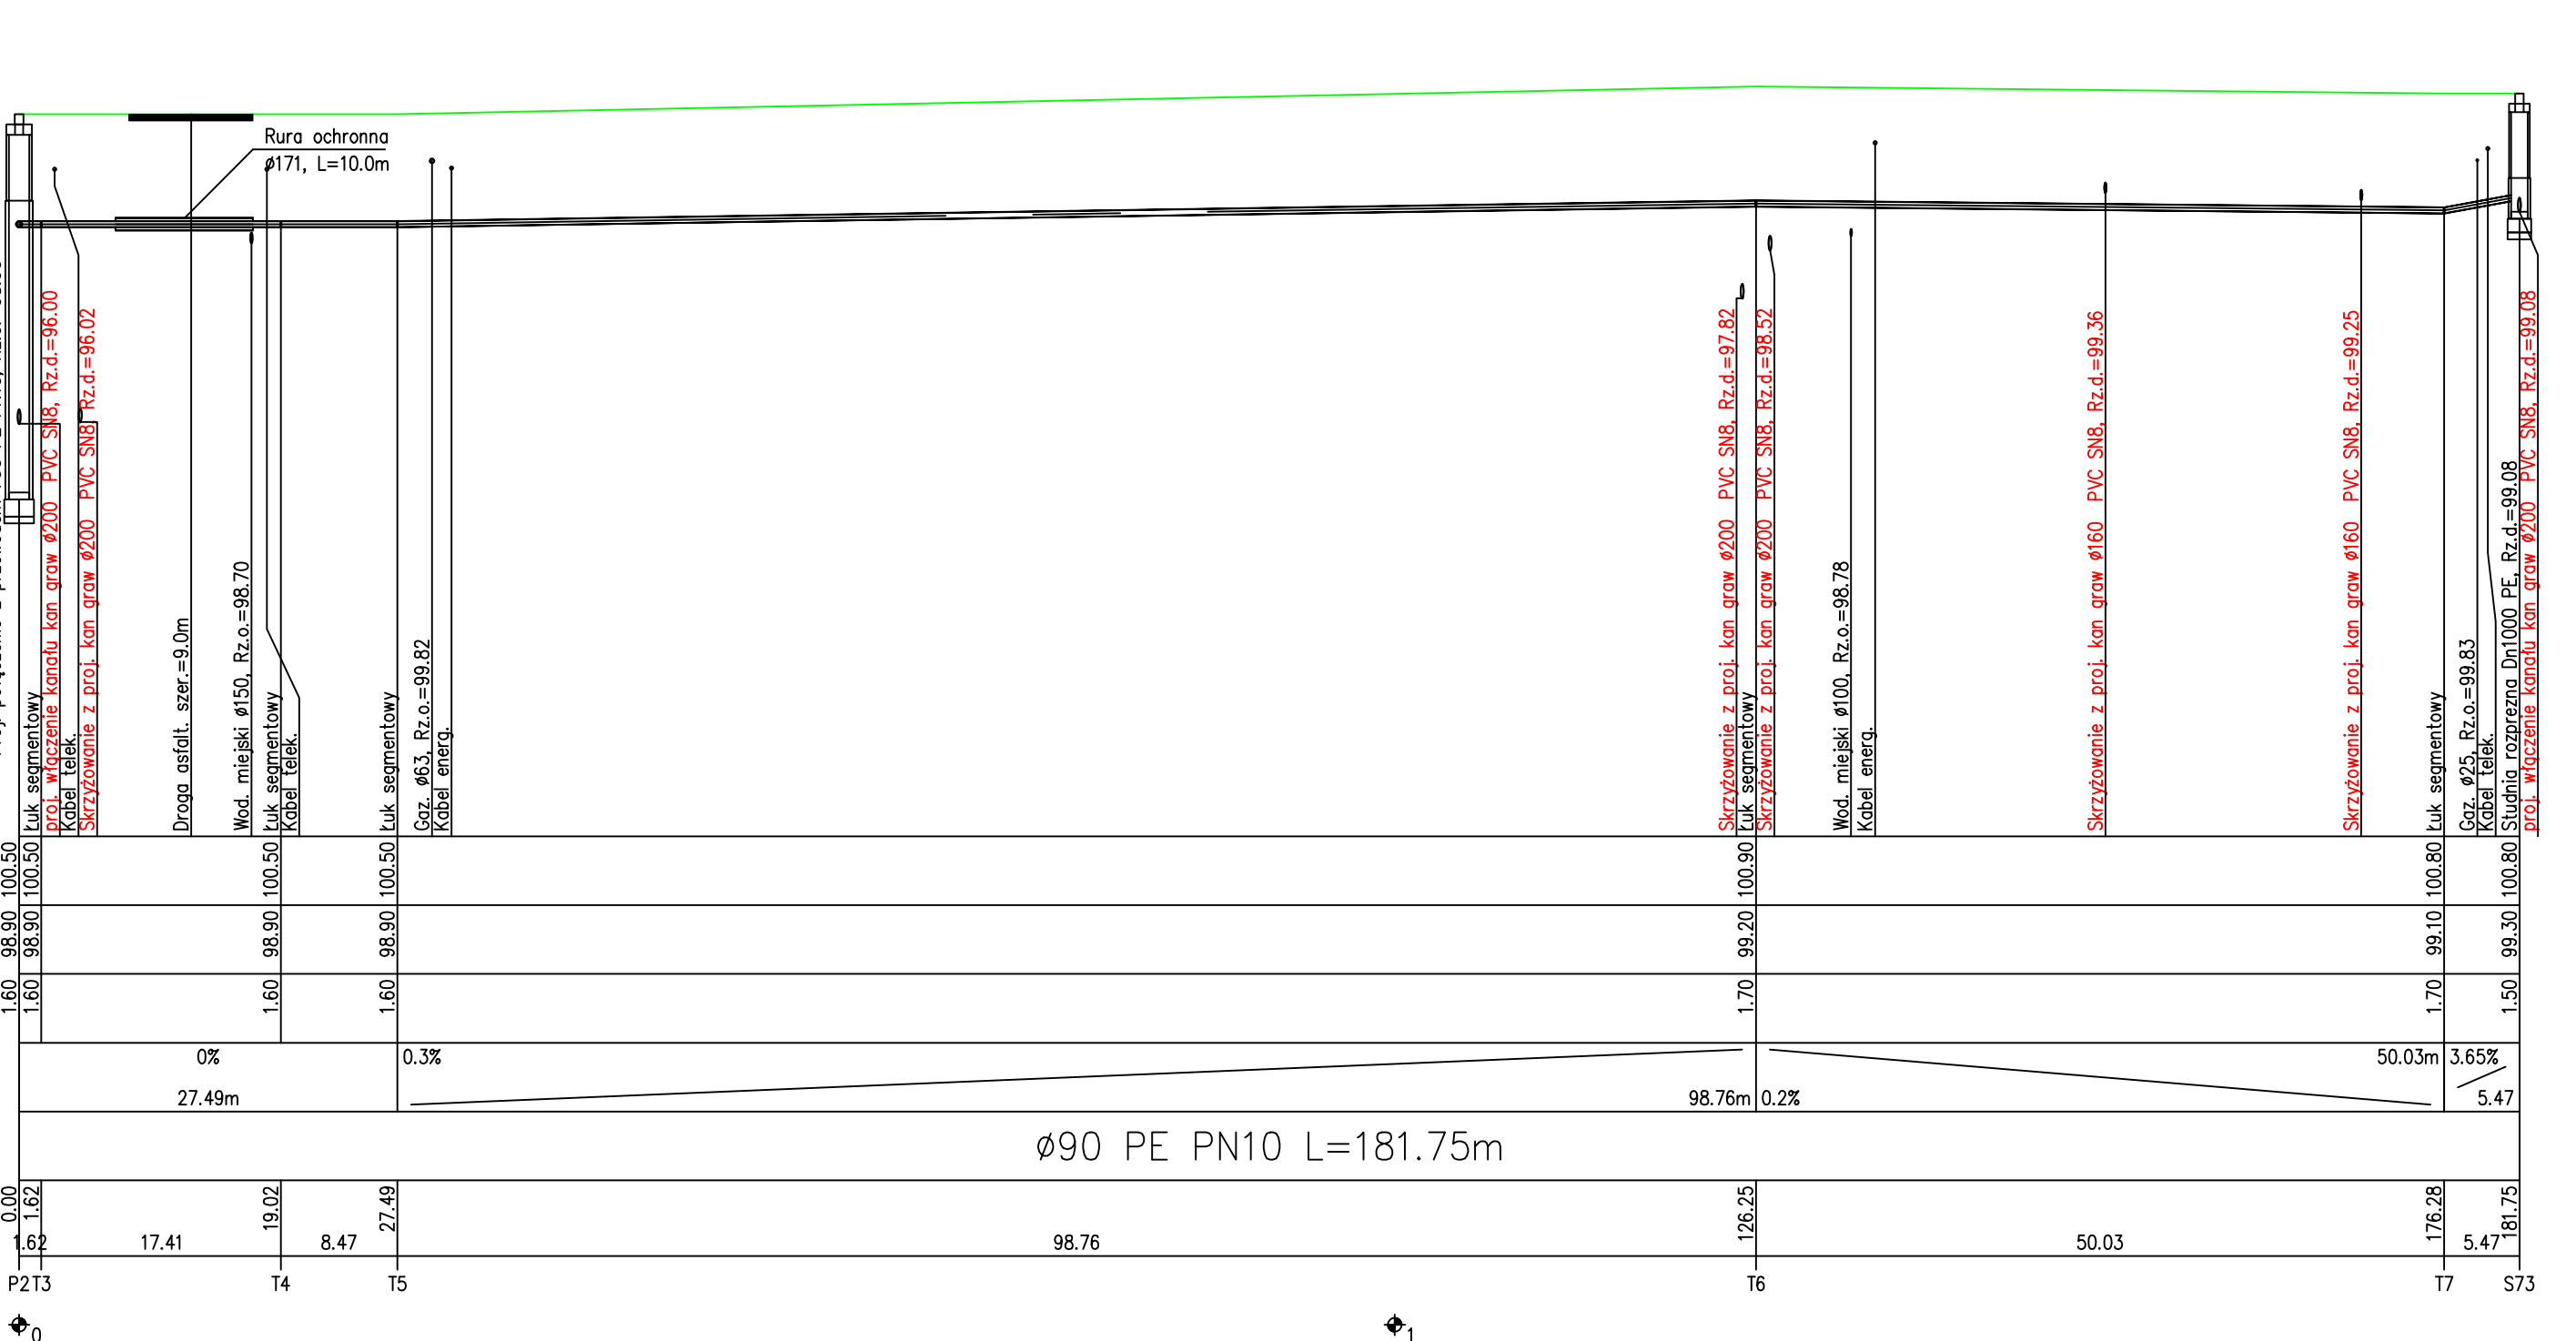 Rura ochronna
ø171, L=10.0m
Łuk segmentowy
proj. włączenie kanału kan graw ø200 PVC SN8, Rz.d.=96.00
Kabel telek.
Skrzyżowanie z proj. kan graw ø200 PVC SN8, Rz.d.=96.02
Droga asfalt. szer.=9.0m
Wod. miejski ø150, Rz.o.=98.70
Łuk segmentowy
Kabel telek.
Łuk segmentowy
Gaz. ø63, Rz.o.=99.82
Kabel energ.
Skrzyżowanie z proj. kan graw ø200 PVC SN8, Rz.d.=97.82
Łuk segmentowy
Skrzyżowanie z proj. kan graw ø200 PVC SN8, Rz.d.=98.52
Wod. miejski ø100, Rz.o.=98.78
Kabel energ.
Skrzyżowanie z proj. kan graw ø160 PVC SN8, Rz.d.=99.36
Skrzyżowanie z proj. kan graw ø160 PVC SN8, Rz.d.=99.25
Łuk segmentowy
Gaz. ø25, Rz.o.=99.83
Kabel telek.
Studnia rozprezna Dn1000 PE, Rz.d.=99.08
proj. włączenie kanału kan graw ø200 PVC SN8, Rz.d.=99.08
100.50 100.50 100.50 100.50 100.90 100.80 100.80
98.90 98.90 98.90 98.90 99.20 99.10 99.30
1.60 1.60 1.60 1.60 1.70 1.70 1.50
0% 0.3% 50.03m 3.65%
27.49m 98.76m 0.2% 5.47
ø90 PE PN10 L=181.75m
0.00 1.62 19.02 27.49 126.25 176.28 181.75
1.62 17.41 8.47 98.76 50.03 5.47
P2 T3 T4 T5 T6 T7 S73
0 1